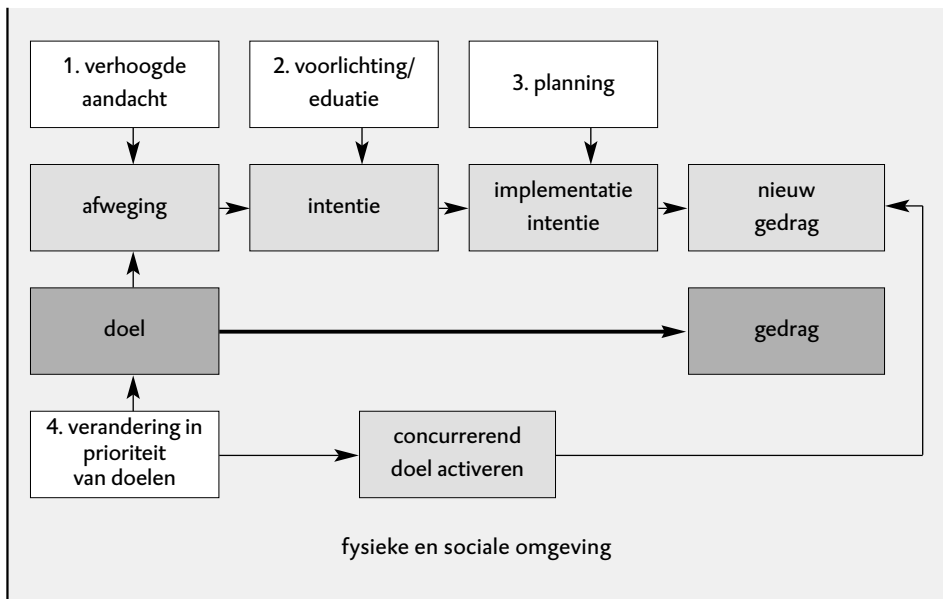 1. verhoogde
aandacht
2. voorlichting/
eduatie
3. planning
afweging
intentie
implementatie
intentie
nieuw
gedrag
doel
gedrag
4. verandering in
prioriteit
van doelen
concurrerend
doel activeren
fysieke en sociale omgeving